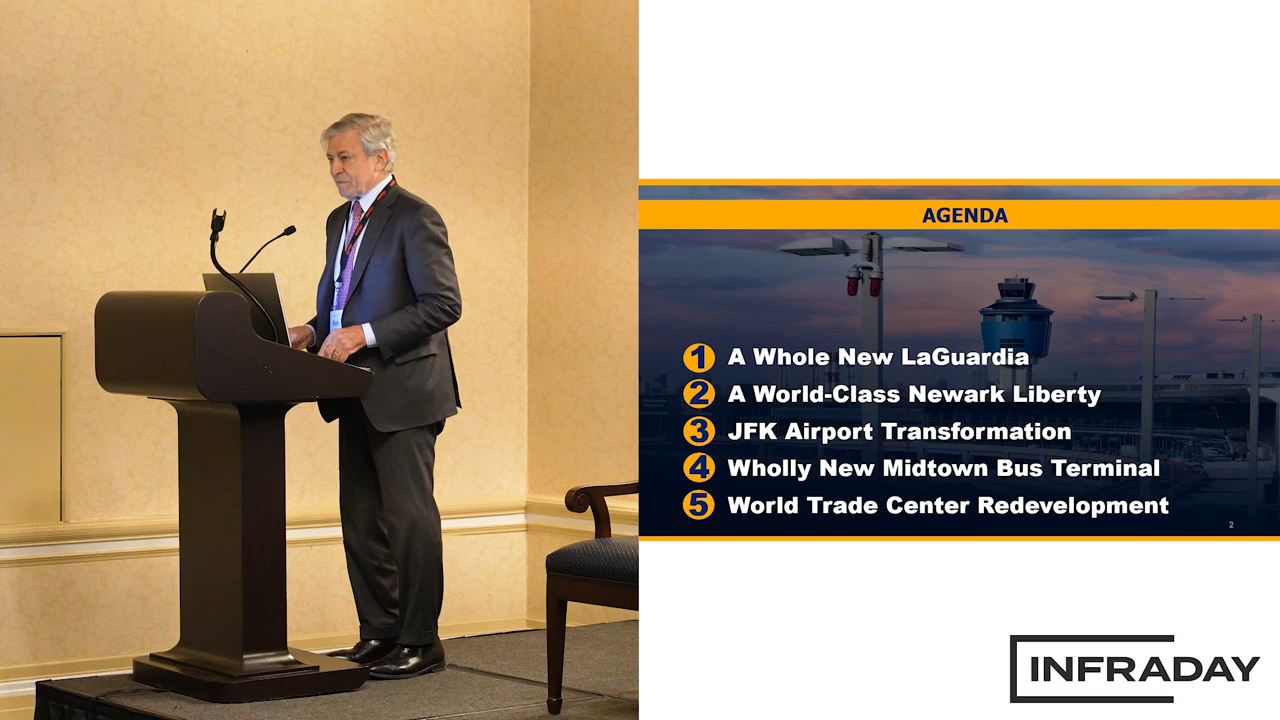 AGENDA
1 A Whole New LaGuardia
2 A World-Class Newark Liberty
3 JFK Airport Transformation
4 Wholly New Midtown Bus Terminal
5 World Trade Center Redevelopment
2
INFRADAY